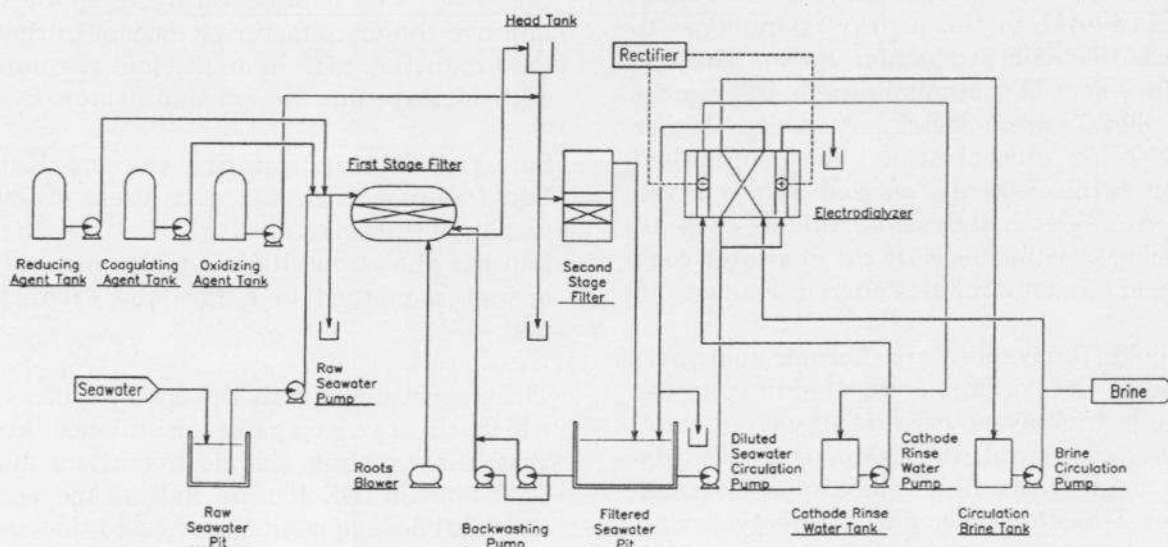 Head Tank
Rectifier
First Stage Filter
Electrodialyzer
Reducing
Agent Tank
Coagulating
Agent Tank
Oxidizing
Agent Tank
Second
Stage
Filter
Seawater
Raw
Seawater
Pump
Brine
Roots
Blower
Diluted
Seawater
Circulation
Pump
Cathode
Rinse
Water
Pump
Brine
Circulation
Pump
Raw
Seawater
Pit
Backwashing
Pump
Filtered
Seawater
Pit
Cathode Rinse
Water Tank
Circulation
Brine Tank